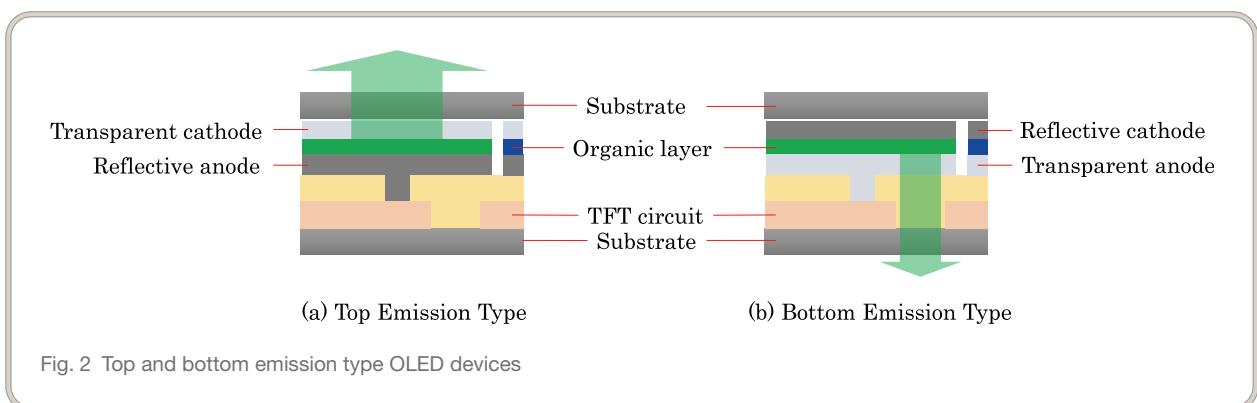 Substrate
Transparent cathode
Reflective cathode
Organic layer
Reflective anode
Transparent anode
TFT circuit
Substrate
(a) Top Emission Type
(b) Bottom Emission Type
Fig. 2 Top and bottom emission type OLED devices